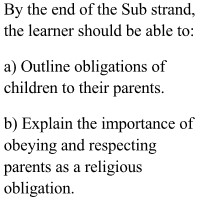 By the end of the Sub strand,
the learner should be able to:
a) Outline obligations of
children to their parents.
b) Explain the importance of
obeying and respecting
parents as a religious
obligation.